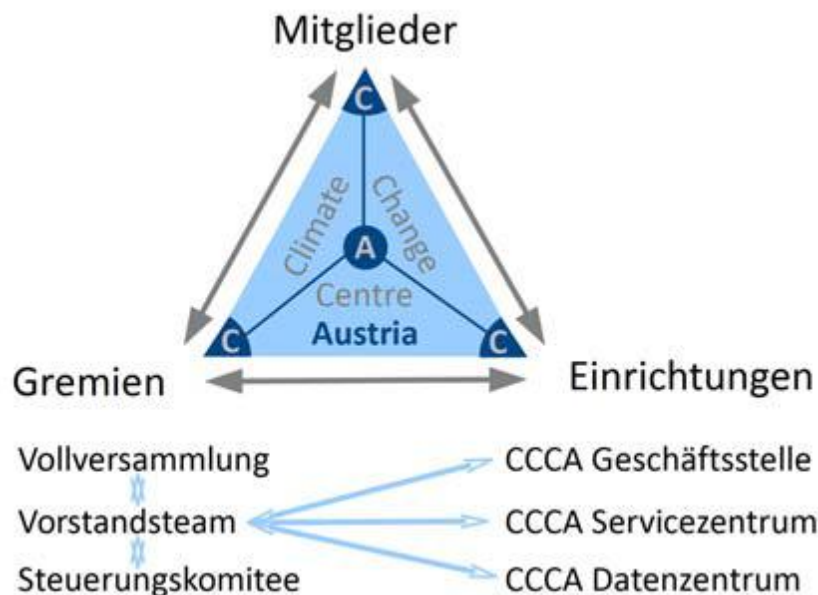 Mitglieder
C
Climate
Change
A
Centre
Austria
C
C
Gremien
Einrichtungen
Vollversammlung
CCCA Geschäftsstelle
Vorstandsteam
CCCA Servicezentrum
Steuerungskomitee
CCCA Datenzentrum